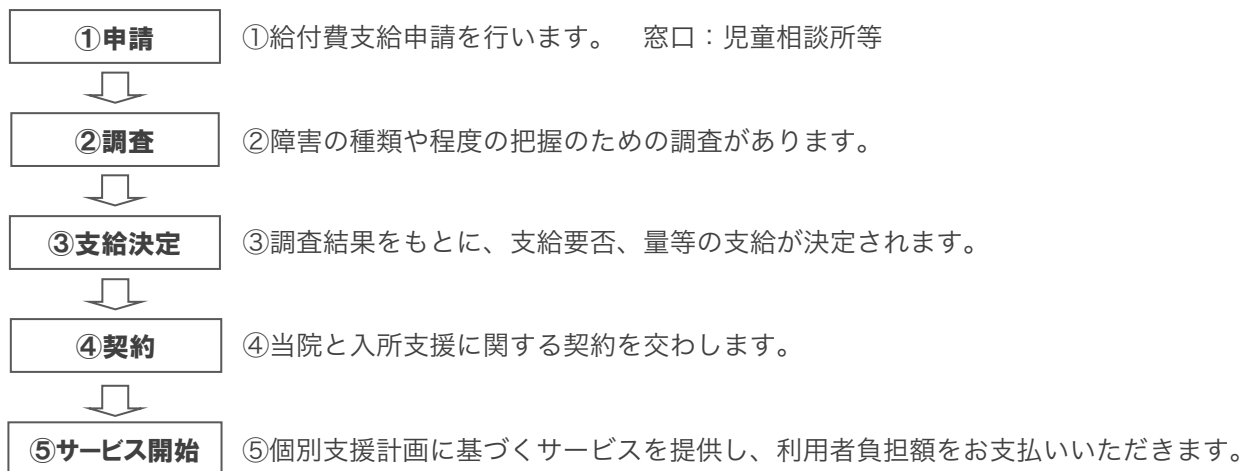 ①申請
①給付費支給申請を行います。　窓口：児童相談所等
②調査
②障害の種類や程度の把握のための調査があります。
③支給決定
③調査結果をもとに、支給要否、量等の支給が決定されます。
④契約
④当院と入所支援に関する契約を交わします。
⑤サービス開始
⑤個別支援計画に基づくサービスを提供し、利用者負担額をお支払いいただきます。